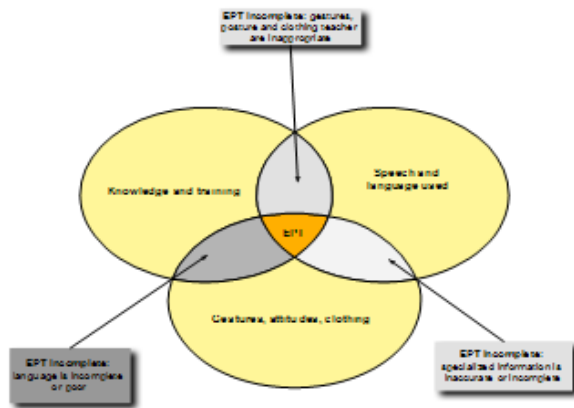 EPT Incomplete: gestures,
posture and clothing teacher
are inappropriate
Knowledge and training
Speech and
language used
EPT
Gestures, attitudes, clothing
EPT Incomplete:
language is incomplete
or poor
EPT Incomplete:
specialized information is
inaccurate or incomplete